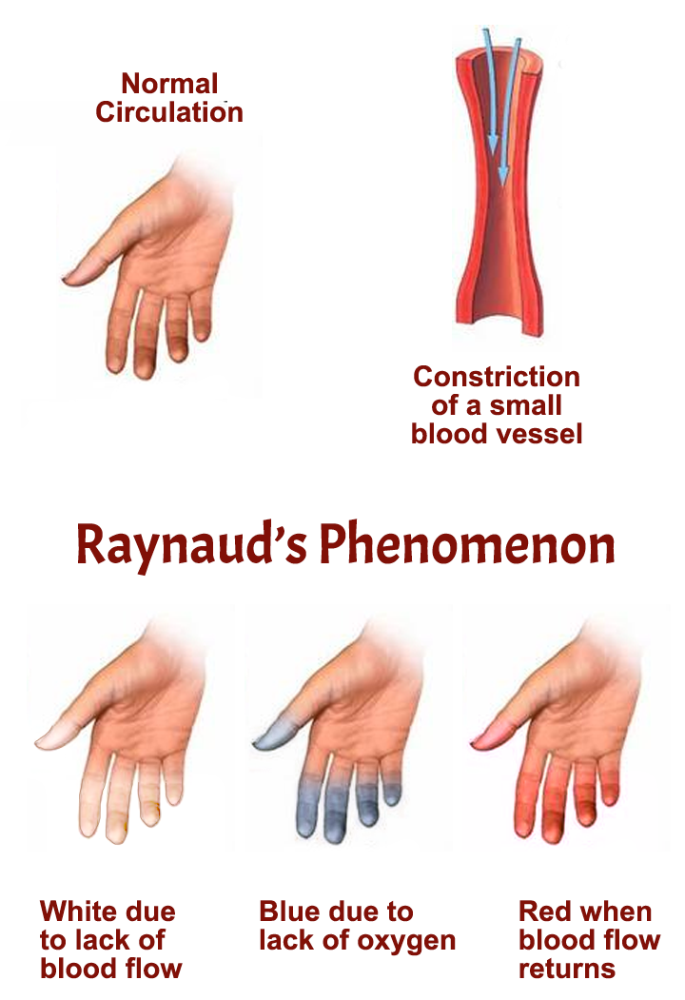 Normal
Circulation
Constriction
of a small
blood vessel
Raynaud’s Phenomenon
White due
to lack of
blood flow
Blue due to
lack of oxygen
Red when
blood flow
returns